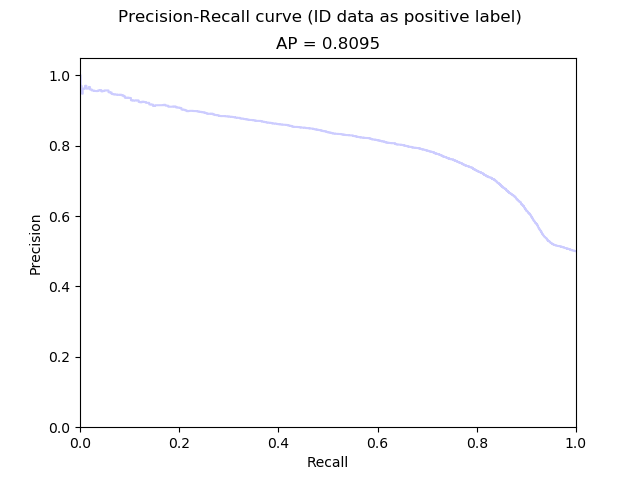 Precision-Recall curve (ID data as positive label)
AP = 0.8095
1.0
0.8
0.6
0.4
0.2
0.0
Precision
0.0 0.2 0.4 0.6 0.8 1.0
Recall